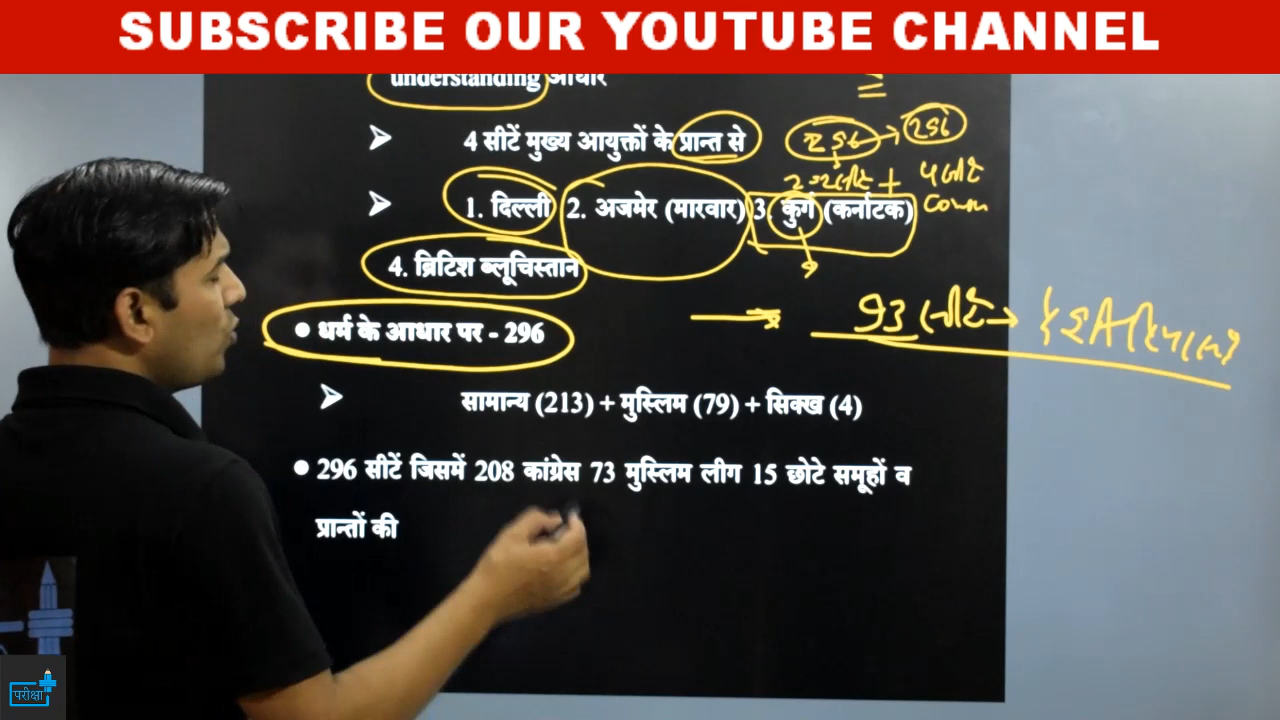 SUBSCRIBE OUR YOUTUBE CHANNEL
understanding आधार
4 सीटें मुख्य आयुक्तों के प्रान्त से
1. दिल्ली 2. अजमेर (मारवार) 3. कुर्ग (कर्नाटक)
4. ब्रिटिश ब्लूचिस्तान
धर्म के आधार पर - 296
सामान्य (213) + मुस्लिम (79) + सिक्ख (4)
296 सीटें जिसमें 208 कांग्रेस 73 मुस्लिम लीग 15 छोटे समूहों व
प्रान्तों की
256
93 सीटें
परीक्षा